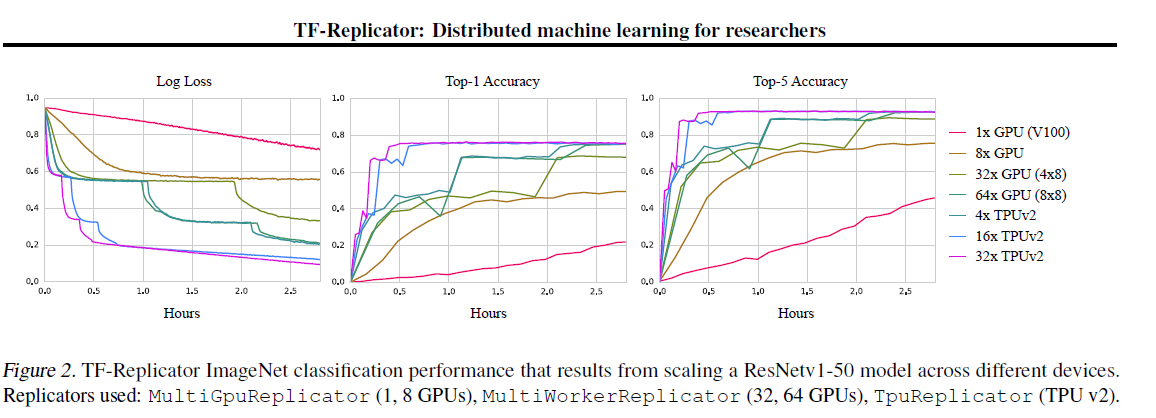 TF-Replicator: Distributed machine learning for researchers
Log Loss
1.0
0.8
0.6
0.4
0.2
0.0
0.0 0.5 1.0 1.5 2.0 2.5
Hours
Top-1 Accuracy
1.0
0.8
0.6
0.4
0.2
0.0
0.0 0.5 1.0 1.5 2.0 2.5
Hours
Top-5 Accuracy
1.0
0.8
0.6
0.4
0.2
0.0
0.0 0.5 1.0 1.5 2.0 2.5
Hours
1x GPU (V100)
8x GPU
32x GPU (4x8)
64x GPU (8x8)
4x TPUv2
16x TPUv2
32x TPUv2
Figure 2. TF-Replicator ImageNet classification performance that results from scaling a ResNetv1-50 model across different devices.
Replicators used: MultiGpuReplicator (1, 8 GPUs), MultiWorkerReplicator (32, 64 GPUs), TpuReplicator (TPU v2).